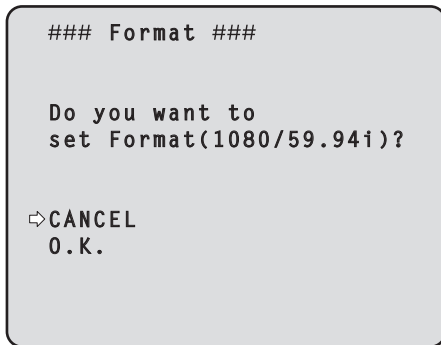 ### Format ###
Do you want to
set Format(1080/59.94i)?
⇨CANCEL
O.K.